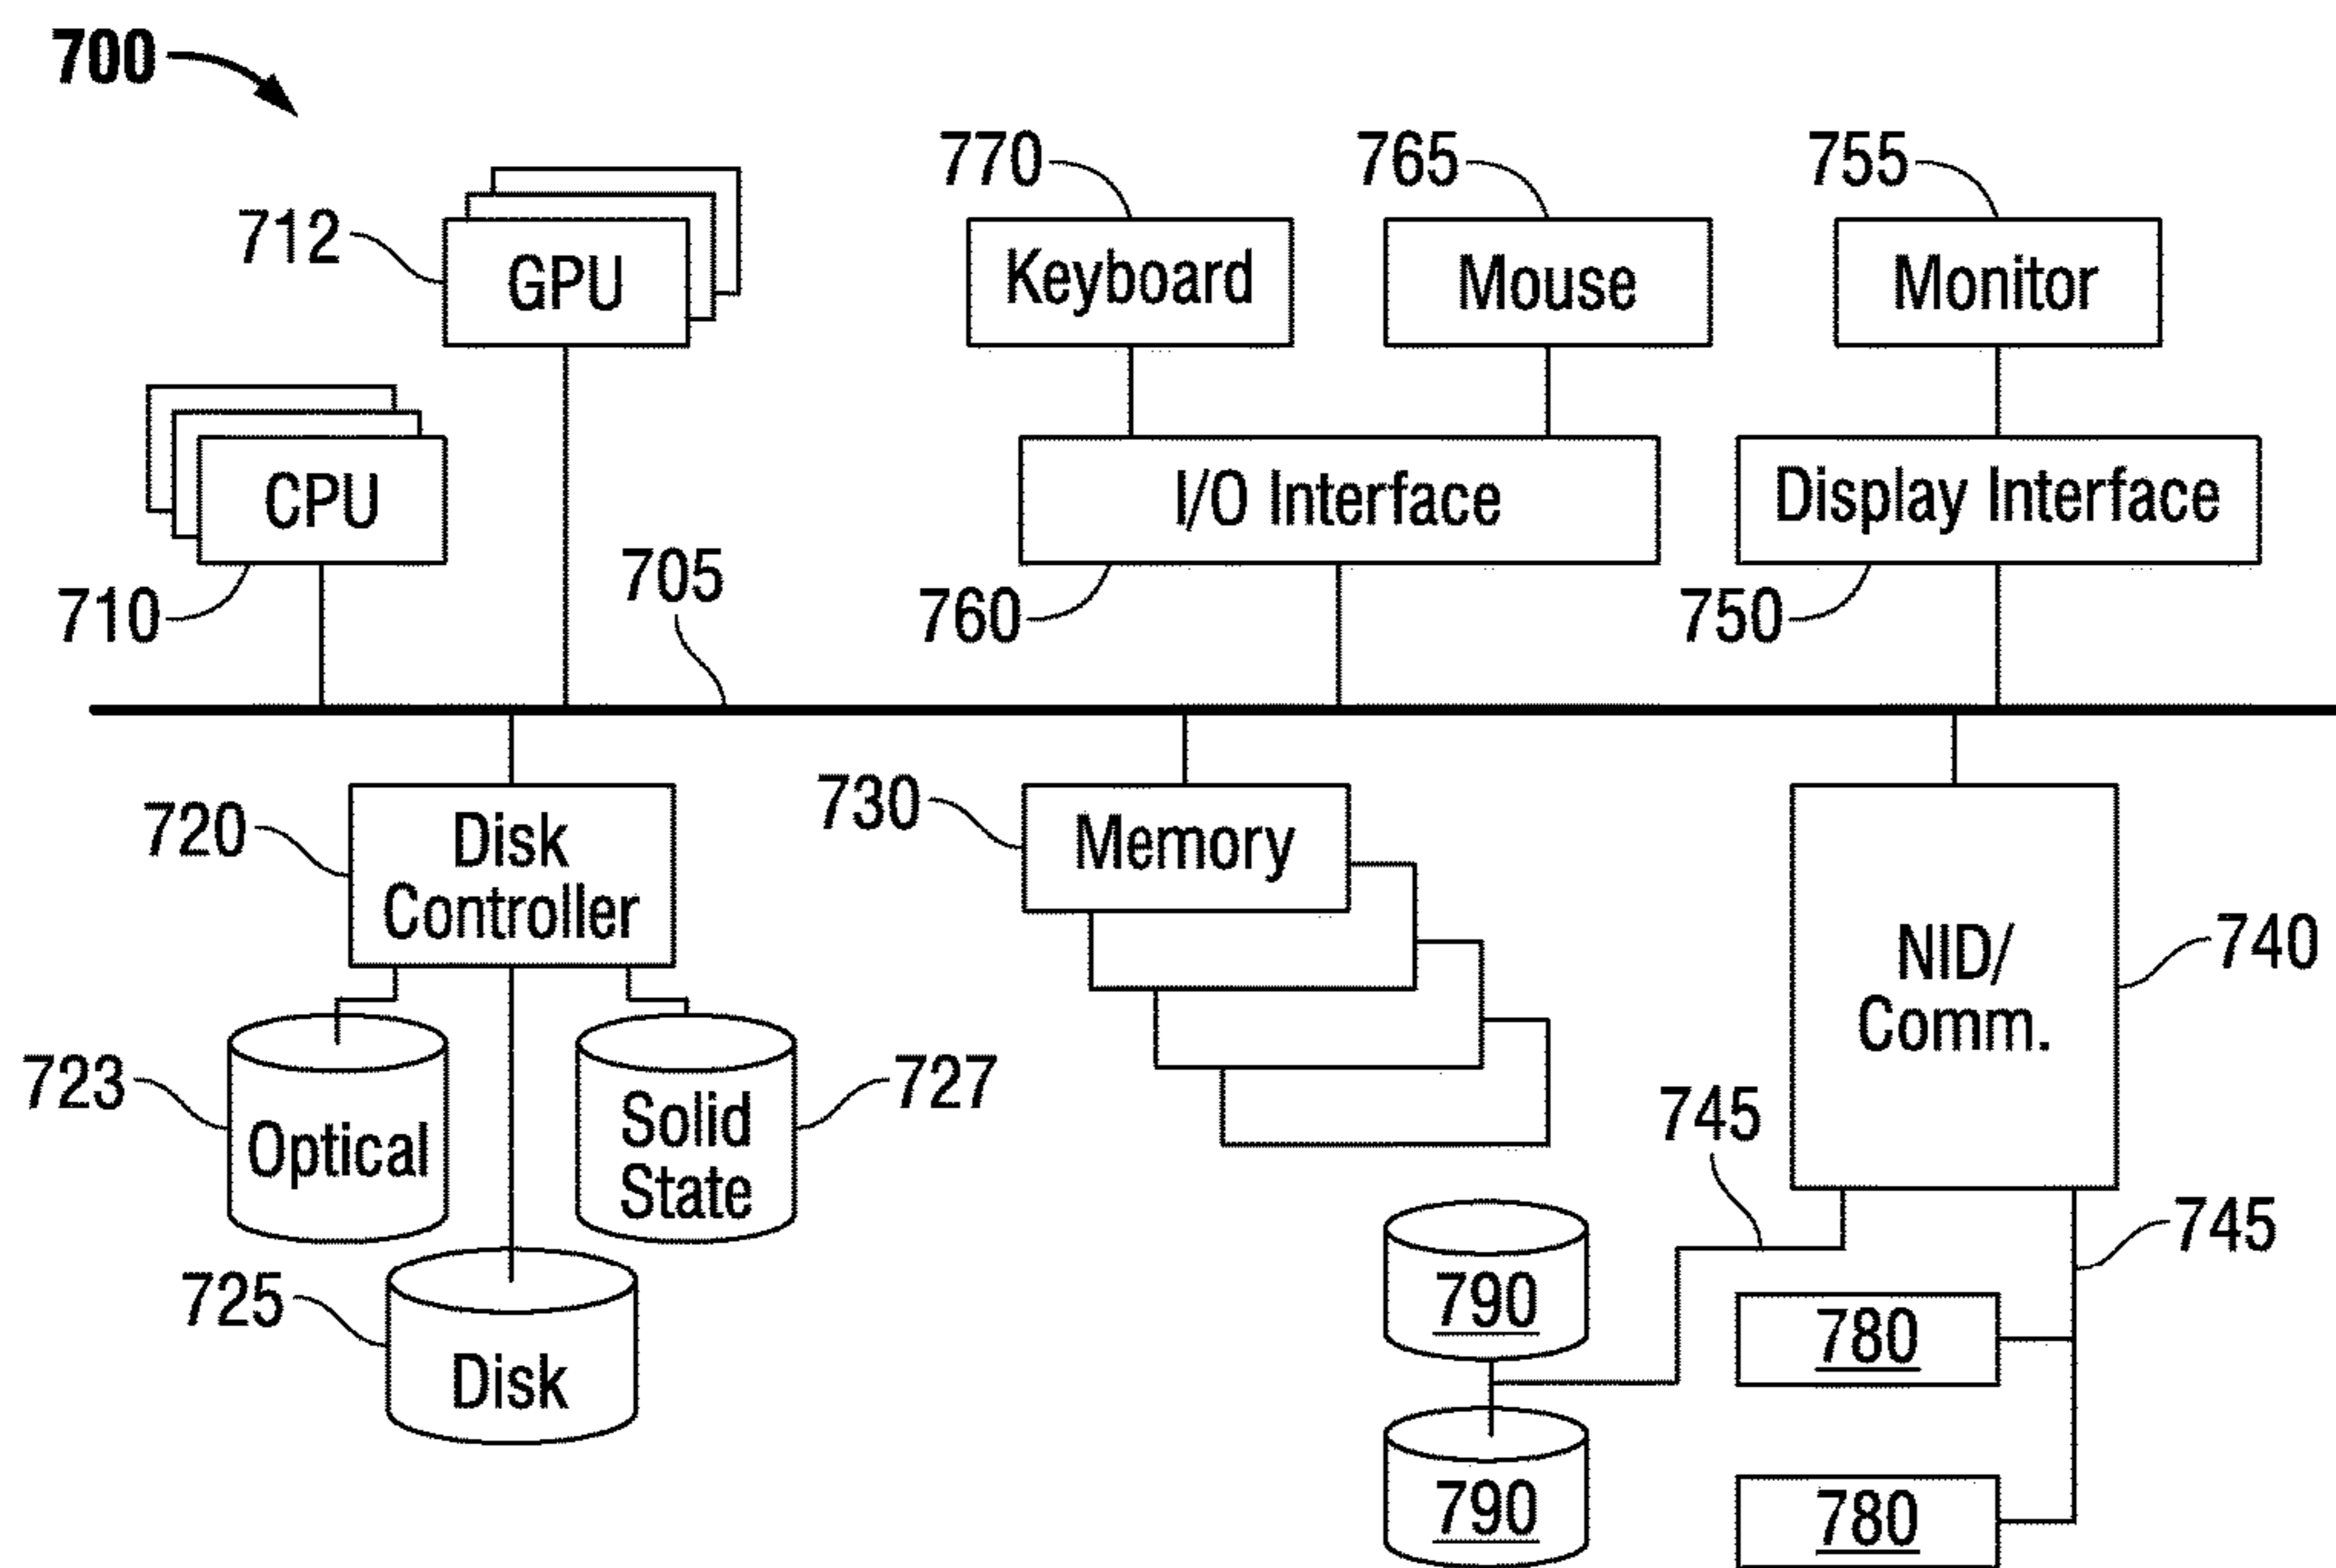 700
770
765
755
712
GPU
Keyboard
Mouse
Monitor
CPU
I/O Interface
Display Interface
710
705
760
750
720
Disk
Controller
730
Memory
NID/
Comm.
740
723
Optical
Solid
State
727
745
745
725
Disk
790
780
790
780